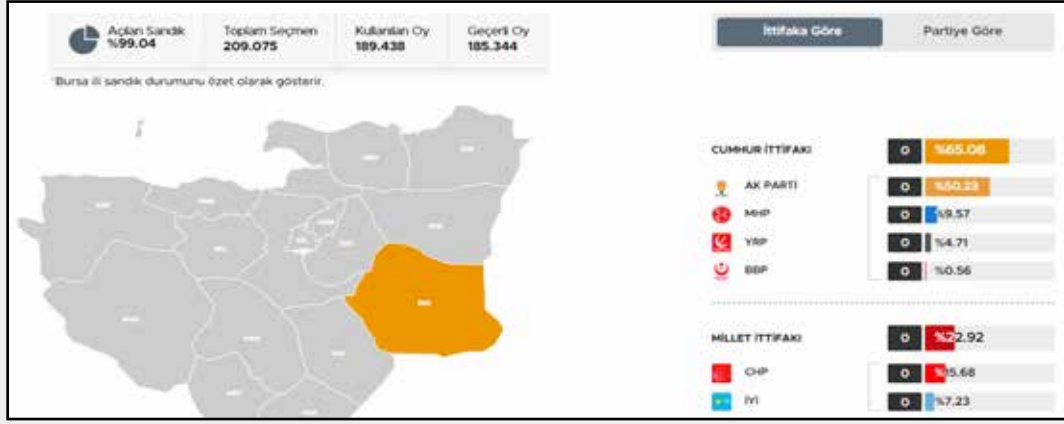 Açılan Sandık
%99.04
Toplam Seçmen
209.075
Kullanılan Oy
189.438
Geçerli Oy
185.344
*Bursa ili sandık durumunu özet olarak gösterir.
İttifaka Göre
Partiye Göre
CUMHUR İTTİFAKI 0 %65.08
AK PARTİ 0 %50.23
MHP 0 %9.57
YRP 0 %4.71
BBP 0 %0.56
MİLLET İTTİFAKI 0 %22.92
CHP 0 %15.68
İYİ 0 %7.23